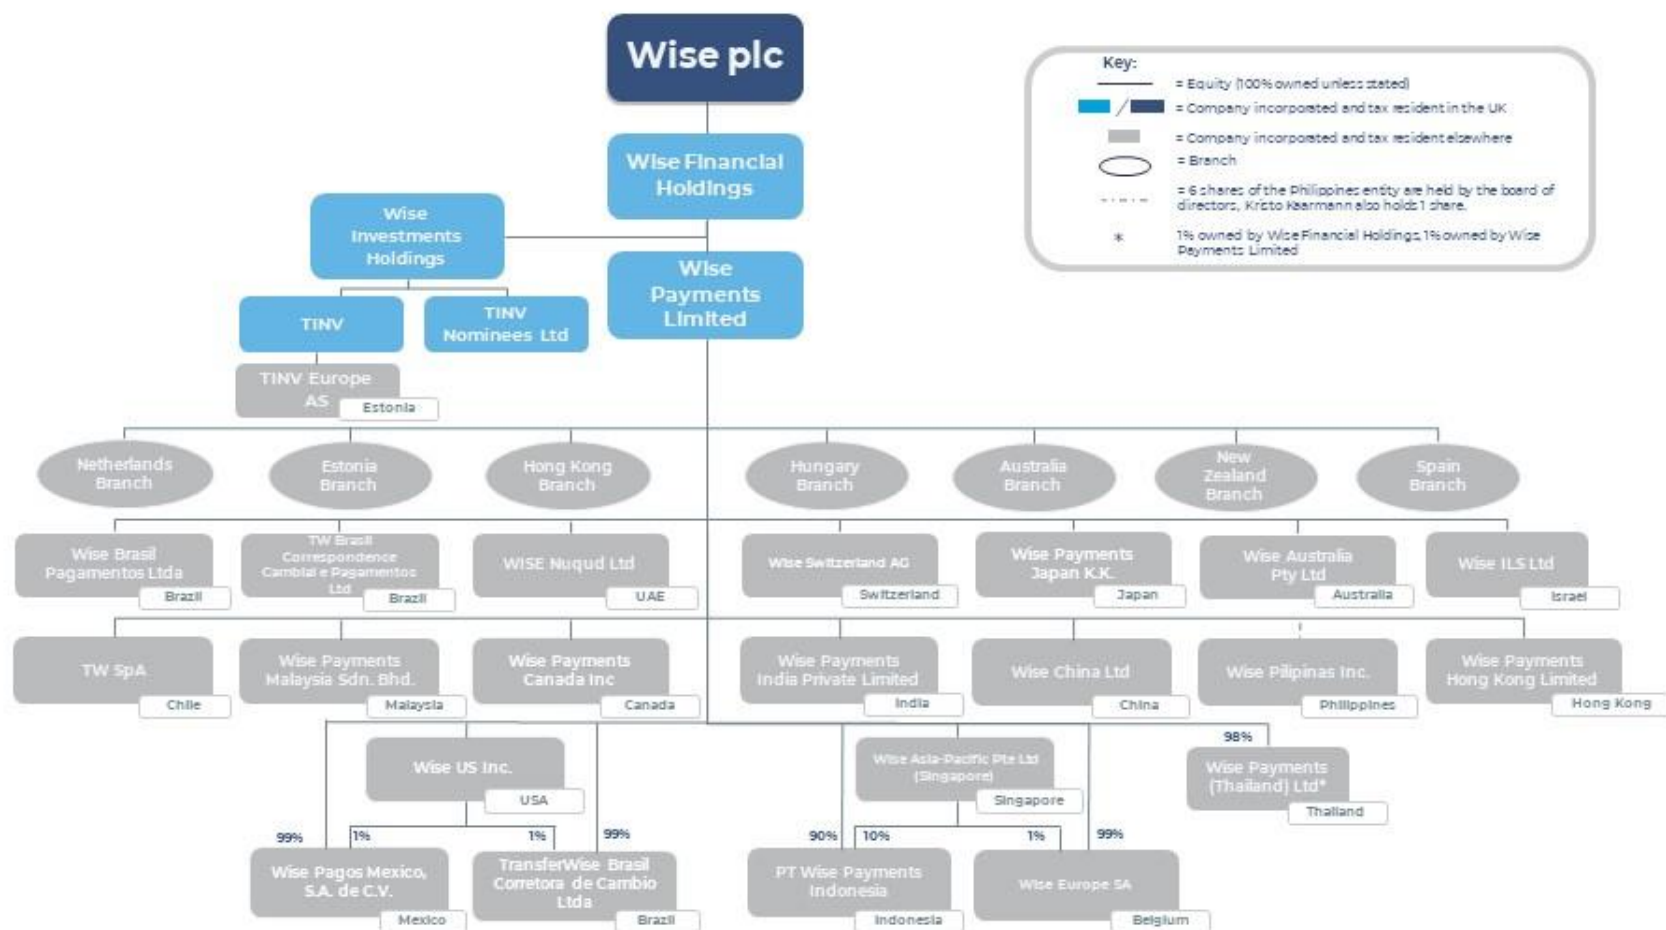 Wise plc
Key:
= Equity (100% owned unless stated)
= Company incorporated and tax resident in the UK
= Company incorporated and tax resident elsewhere
= Branch
= 6 shares of the Philippines entity are held by the board of
directors, Kristo Kaarmann also holds 1 share.
*
1% owned by Wise Financial Holdings, 1% owned by Wise
Payments Limited
Wise Financial
Holdings
Wise
Investments
Holdings
Wise
Payments
Limited
TINV
TINV
Nominees Ltd
TINV Europe
AS
Estonia
Netherlands
Branch
Estonia
Branch
Hong Kong
Branch
Hungary
Branch
Australia
Branch
New
Zealand
Branch
Spain
Branch
Wise Brasil
Pagamentos Ltda
Brazil
TW Brasil
Correspondence
Cambial e Pagamentos
Ltd
Brazil
WISE Nuqud Ltd
UAE
Wise Switzerland AG
Switzerland
Wise Payments
Japan K.K.
Japan
Wise Australia
Pty Ltd
Australia
Wise ILS Ltd
Israel
TW SpA
Chile
Wise Payments
Malaysia Sdn. Bhd.
Malaysia
Wise Payments
Canada Inc
Canada
Wise Payments
India Private Limited
India
Wise China Ltd
China
Wise Pilipinas Inc.
Philippines
Wise Payments
Hong Kong Limited
Hong Kong
Wise US Inc.
USA
Wise Asia-Pacific Pte Ltd
(Singapore)
Singapore
98%
Wise Payments
(Thailand) Ltd*
Thailand
99%
1%
1%
99%
90%
10%
1%
99%
Wise Pagos Mexico,
S.A. de C.V.
Mexico
TransferWise Brasil
Corretora de Cambio
Ltda
Brazil
PT Wise Payments
Indonesia
Indonesia
Wise Europe SA
Belgium